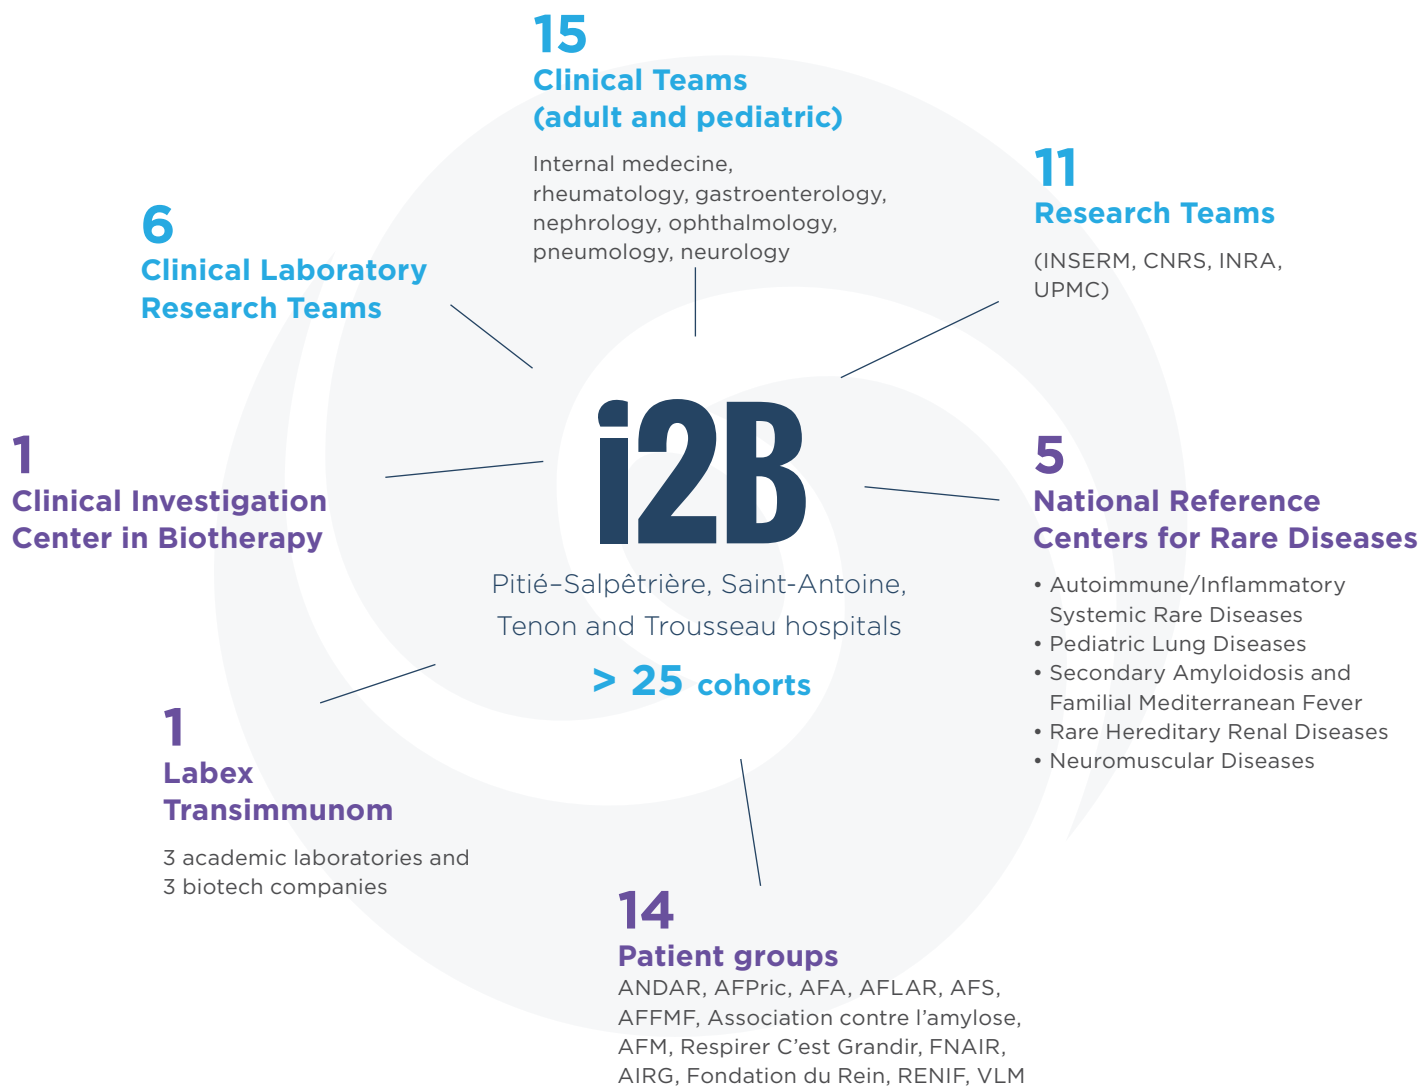 15
Clinical Teams
(adult and pediatric)
Internal medecine,
rheumatology, gastroenterology,
nephrology, ophthalmology,
pneumology, neurology
11
Research Teams
(INSERM, CNRS, INRA,
UPMC)
6
Clinical Laboratory
Research Teams
1
Clinical Investigation
Center in Biotherapy
i2B
Pitié–Salpêtrière, Saint-Antoine,
Tenon and Trousseau hospitals
> 25 cohorts
5
National Reference
Centers for Rare Diseases
• Autoimmune/Inflammatory
Systemic Rare Diseases
• Pediatric Lung Diseases
• Secondary Amyloidosis and
Familial Mediterranean Fever
• Rare Hereditary Renal Diseases
• Neuromuscular Diseases
1
Labex
Transimmunom
3 academic laboratories and
3 biotech companies
14
Patient groups
ANDAR, AFPric, AFA, AFLAR, AFS,
AFFMF, Association contre l’amylose,
AFM, Respirer C’est Grandir, FNAIR,
AIRG, Fondation du Rein, RENIF, VLM